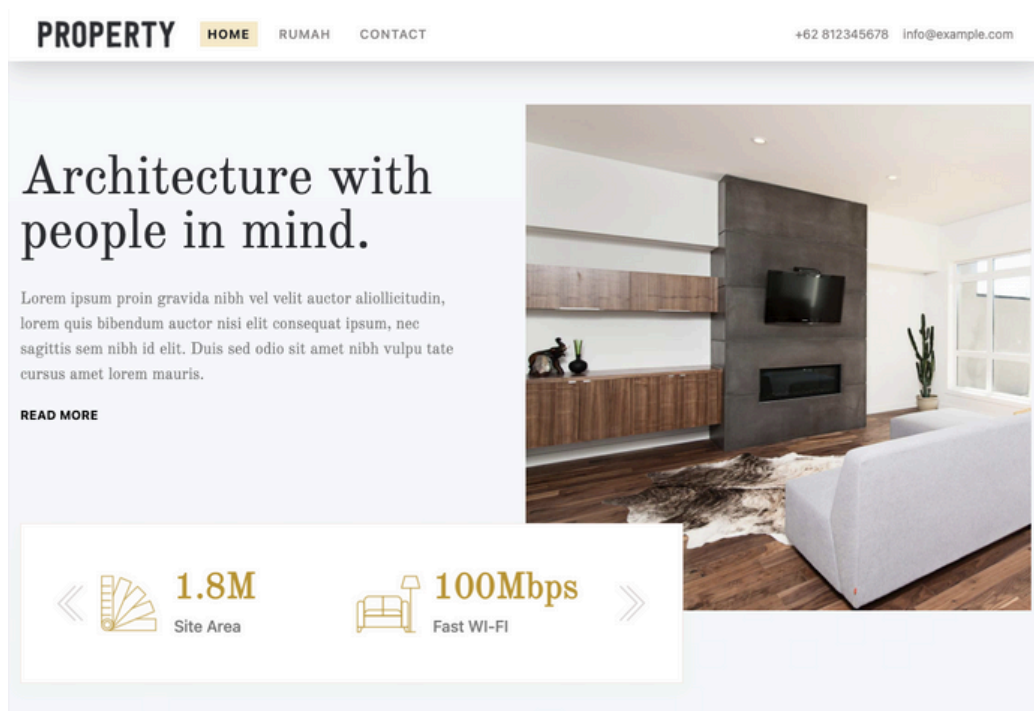 PROPERTY HOME RUMAH CONTACT +62 812345678 info@example.com
Architecture with
people in mind.
Lorem ipsum proin gravida nibh vel velit auctor aliollicitudin,
lorem quis bibendum auctor nisi elit consequat ipsum, nec
sagittis sem nibh id elit. Duis sed odio sit amet nibh vulpu tate
cursus amet lorem mauris.
READ MORE
1.8M
Site Area
100Mbps
Fast WI-FI